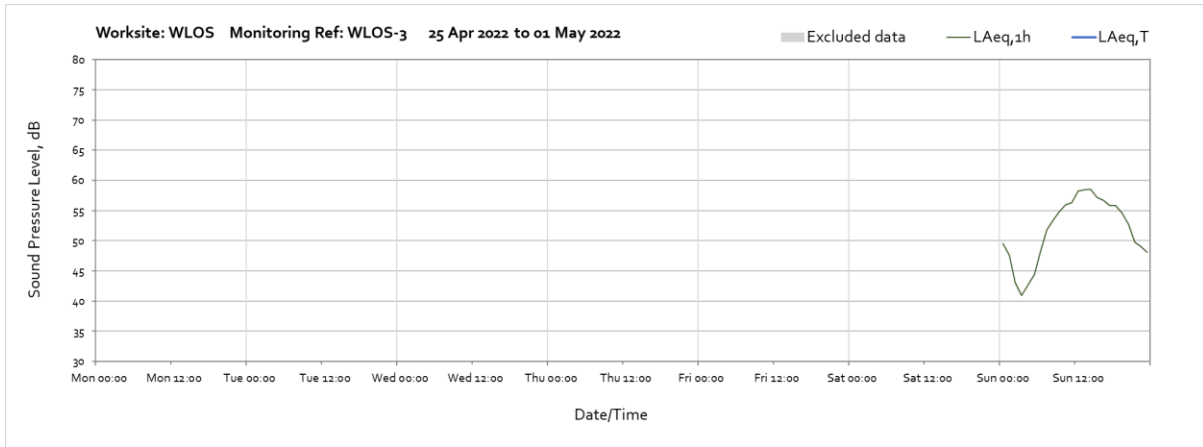 Worksite: WLOS Monitoring Ref: WLOS-3 25 Apr 2022 to 01 May 2022
Excluded data LAeq,1h LAeq,T
80
75
70
65
60
55
50
45
40
35
30
Sound Pressure Level, dB
Mon 00:00 Mon 12:00 Tue 00:00 Tue 12:00 Wed 00:00 Wed 12:00 Thu 00:00 Thu 12:00 Fri 00:00 Fri 12:00 Sat 00:00 Sat 12:00 Sun 00:00 Sun 12:00
Date/Time